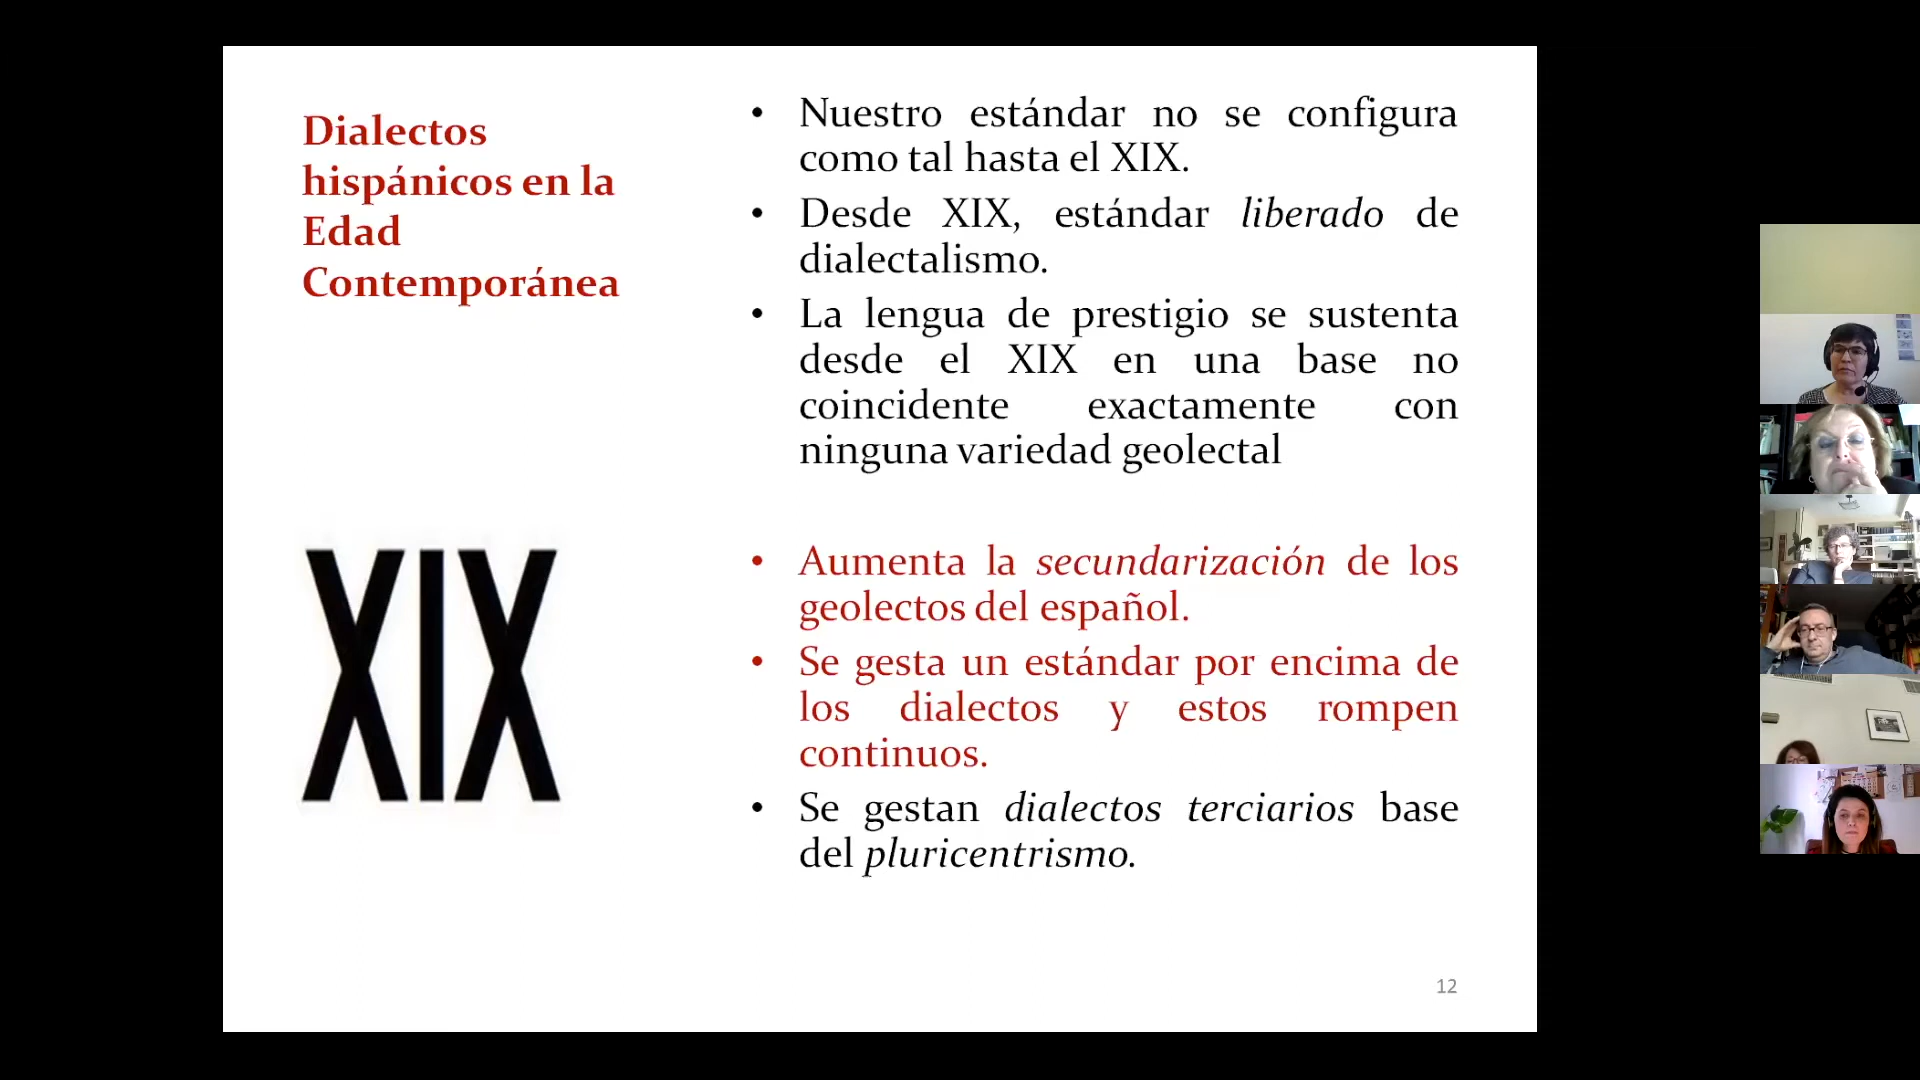 Dialectos
hispánicos en la
Edad
Contemporánea
XIX
• Nuestro estándar no se configura
como tal hasta el XIX.
• Desde XIX, estándar liberado de
dialectalismo.
• La lengua de prestigio se sustenta
desde el XIX en una base no
coincidente exactamente con
ninguna variedad geolectal
• Aumenta la secundarización de los
geolectos del español.
• Se gesta un estándar por encima de
los dialectos y estos rompen
continuos.
• Se gestan dialectos terciarios base
del pluricentrismo.
12